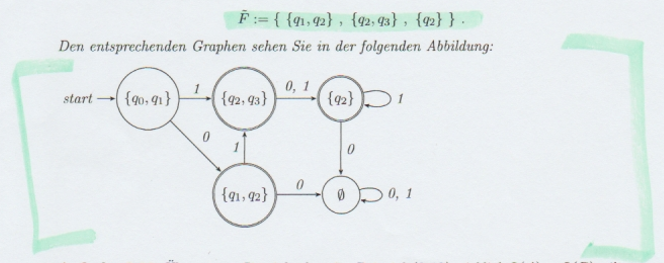 F̃ := { {q₁, q₂} , {q₂, q₃} , {q₂} } .
Den entsprechenden Graphen sehen Sie in der folgenden Abbildung:
start {q₀, q₁} 1 {q₂, q₃} 0, 1 {q₂} 1
0 1 0
{q₁, q₂} 0 ∅ 0, 1